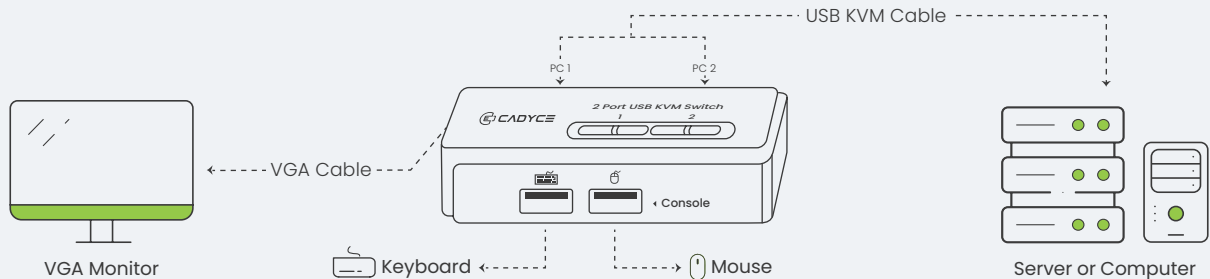 USB KVM Cable
PC 1
PC 2
2 Port USB KVM Switch
CADYCE
1
2
VGA Cable
Console
VGA Monitor
Keyboard
Mouse
Server or Computer